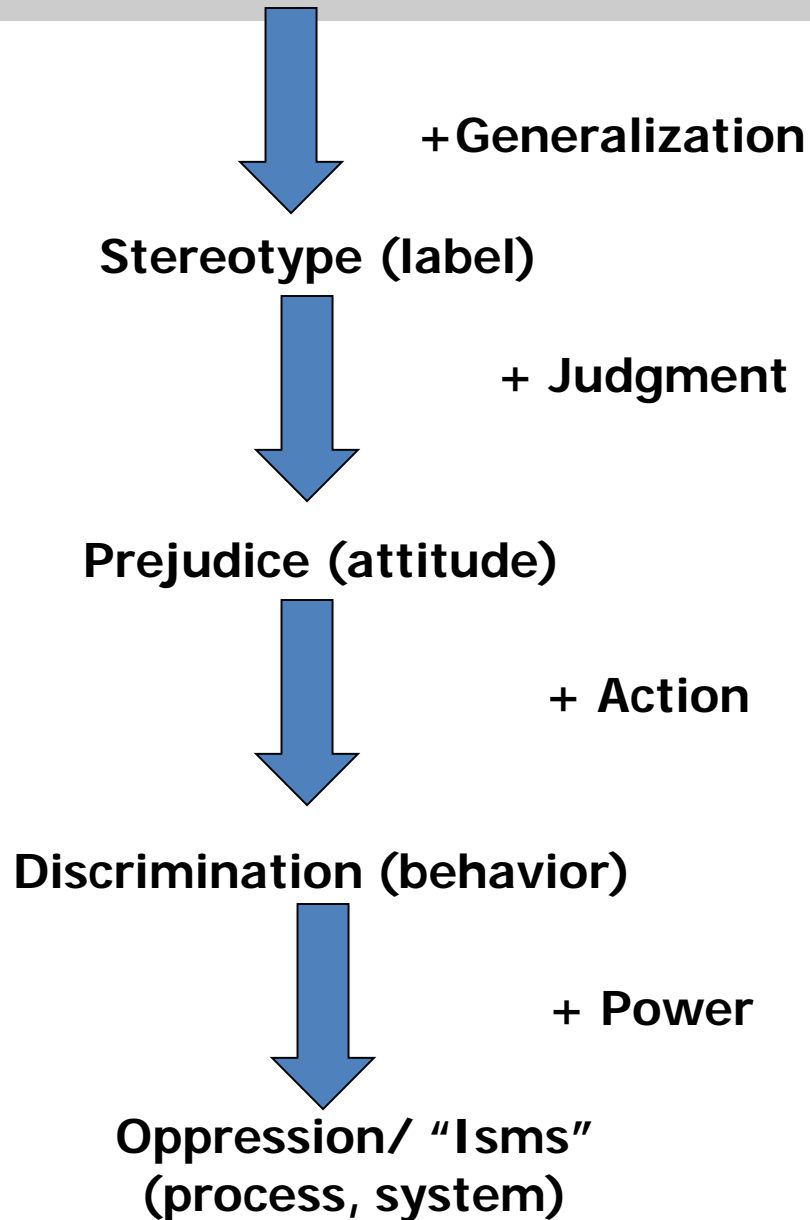 +Generalization
Stereotype (label)
+ Judgment
Prejudice (attitude)
+ Action
Discrimination (behavior)
+ Power
Oppression/ “Isms”
(process, system)